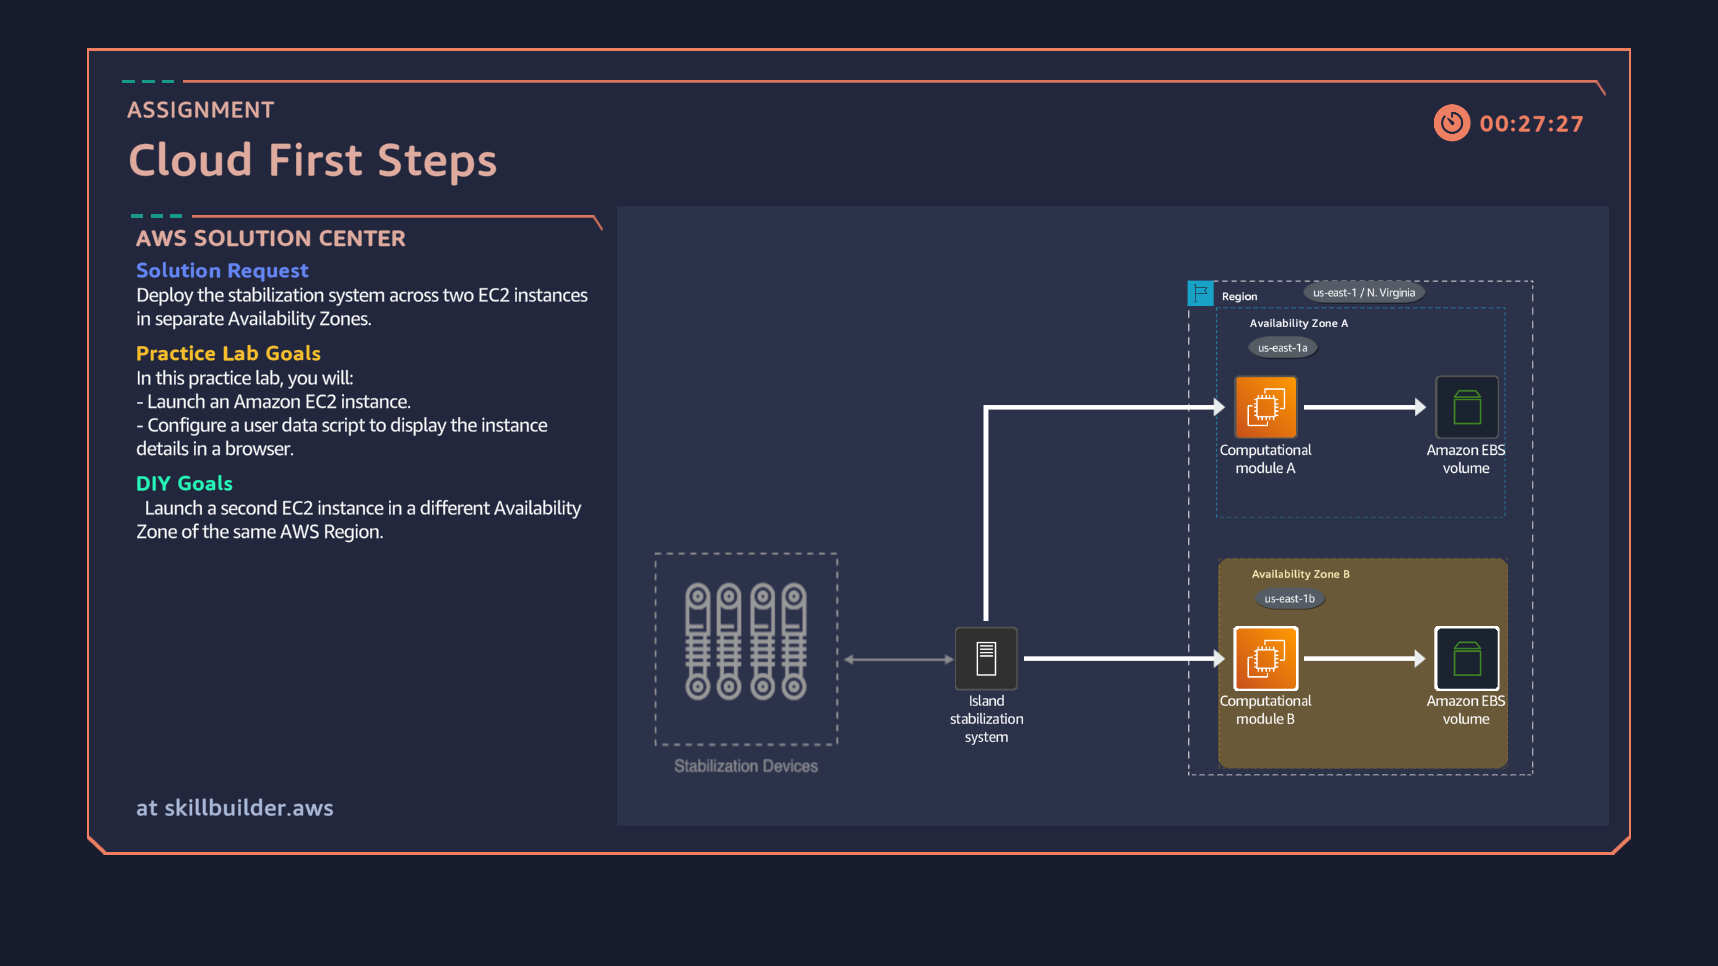 ASSIGNMENT
00:27:27
Cloud First Steps
AWS SOLUTION CENTER
Solution Request
Deploy the stabilization system across two EC2 instances
in separate Availability Zones.
Practice Lab Goals
In this practice lab, you will:
- Launch an Amazon EC2 instance.
- Configure a user data script to display the instance
details in a browser.
DIY Goals
Launch a second EC2 instance in a different Availability
Zone of the same AWS Region.
at skillbuilder.aws
Region
us-east-1 / N. Virginia
Availability Zone A
us-east-1a
Computational
module A
Amazon EBS
volume
Availability Zone B
us-east-1b
Computational
module B
Amazon EBS
volume
Island
stabilization
system
Stabilization Devices